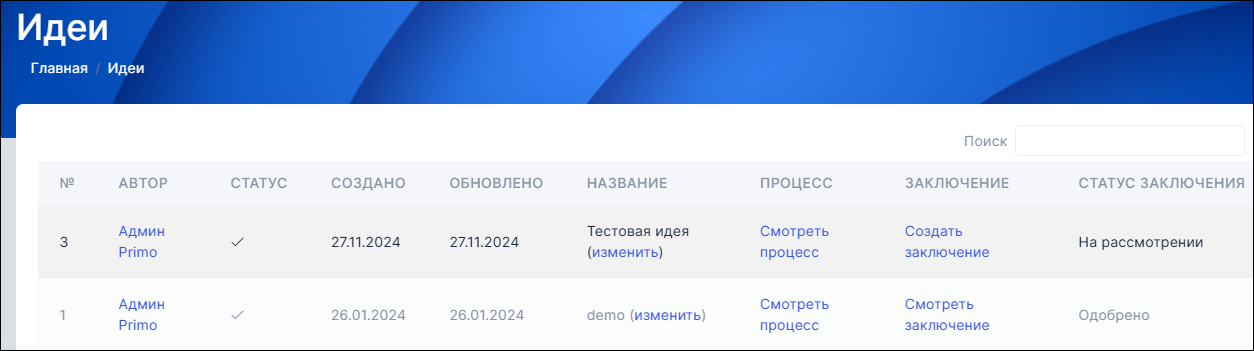 Идеи
Главная / Идеи
Поиск
№ АВТОР СТАТУС СОЗДАНО ОБНОВЛЕНО НАЗВАНИЕ ПРОЦЕСС ЗАКЛЮЧЕНИЕ СТАТУС ЗАКЛЮЧЕНИЯ
3 Админ Primo ✓ 27.11.2024 27.11.2024 Тестовая идея (изменить) Смотреть процесс Создать заключение На рассмотрении
1 Админ Primo ✓ 26.01.2024 26.01.2024 demo (изменить) Смотреть процесс Смотреть заключение Одобрено